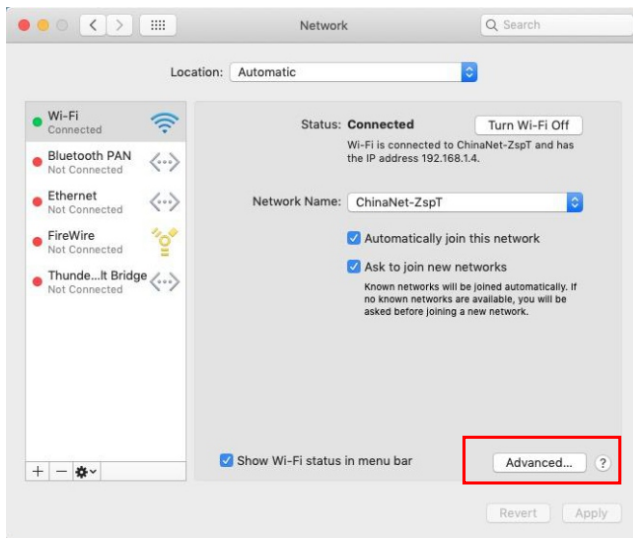 Network
Search
Location: Automatic
Wi-Fi
Connected
Bluetooth PAN
Not Connected
Ethernet
Not Connected
FireWire
Not Connected
Thunde...lt Bridge
Not Connected
Status: Connected
Turn Wi-Fi Off
Wi-Fi is connected to ChinaNet-ZspT and has
the IP address 192.168.1.4.
Network Name: ChinaNet-ZspT
Automatically join this network
Ask to join new networks
Known networks will be joined automatically. If
no known networks are available, you will be
asked before joining a new network.
Show Wi-Fi status in menu bar
Advanced... ?
Revert Apply